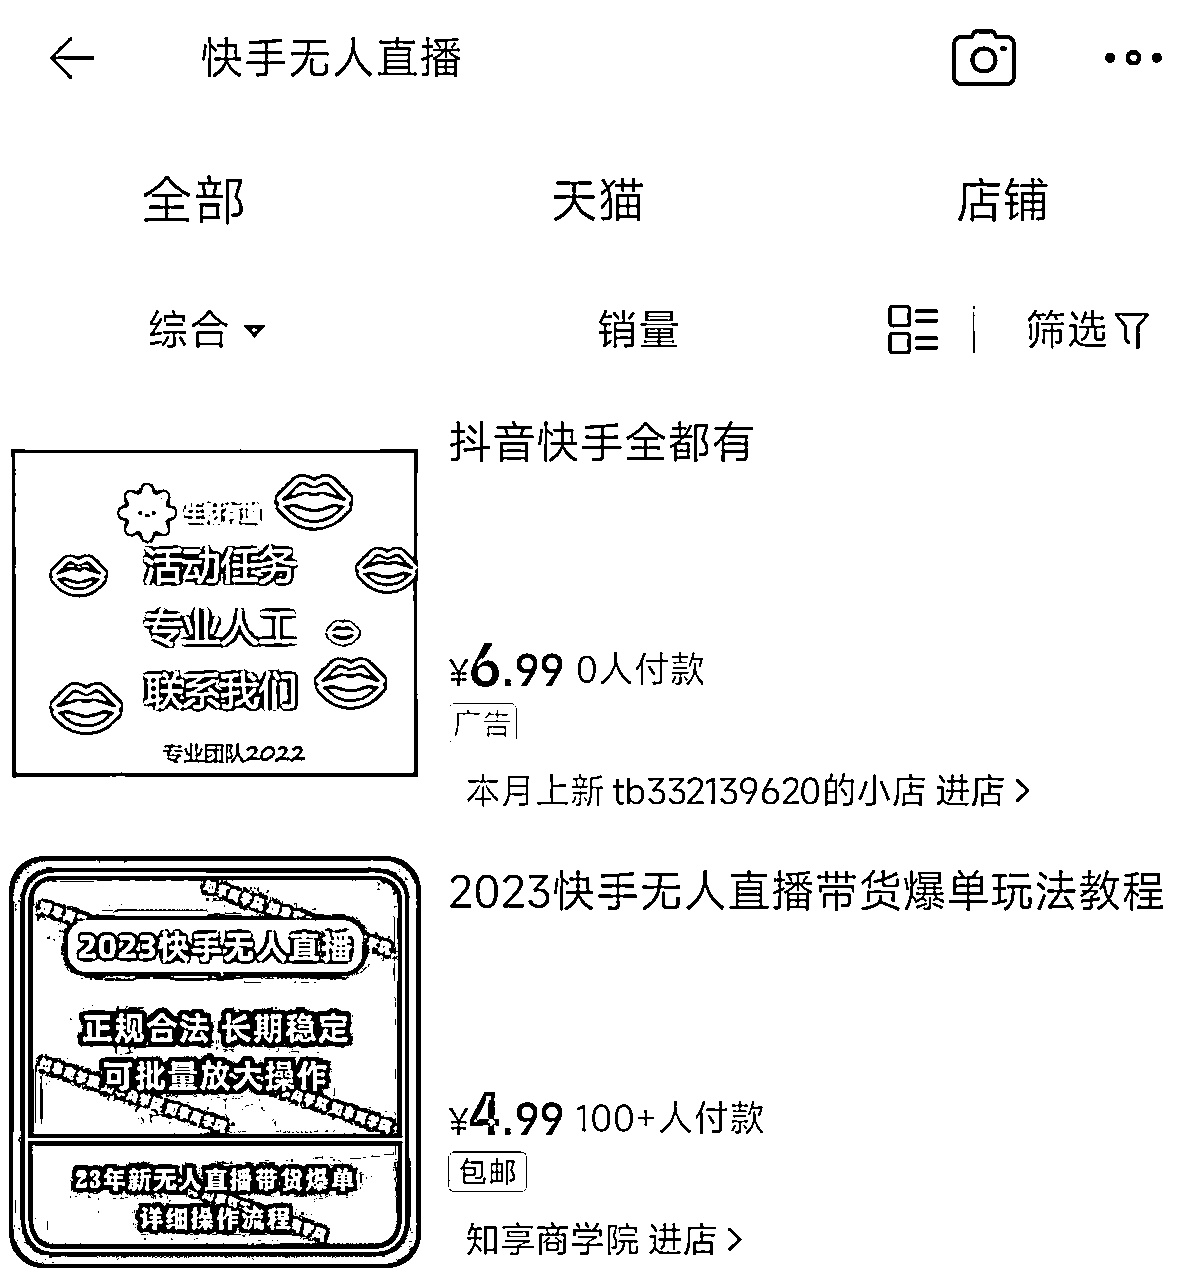 快手无人直播
全部 天猫 店铺
综合 销量 筛选
抖音快手全都有
生财有道
活动任务
专业人工
联系我们
专业团队2022
¥6.99 0人付款
广告
本月上新 tb332139620的小店 进店
2023快手无人直播带货爆单玩法教程
2023快手无人直播
正规合法 长期稳定
可批量放大操作
23年新无人直播带货爆单
详细操作流程
¥4.99 100+人付款
包邮
知享商学院 进店